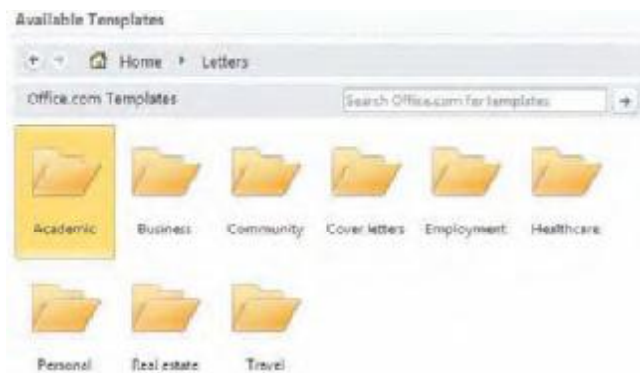 Available Templates
Home ▸ Letters
Office.com Templates Search Office.com for templates
Academic Business Community Cover letters Employment Healthcare
Personal Real estate Travel